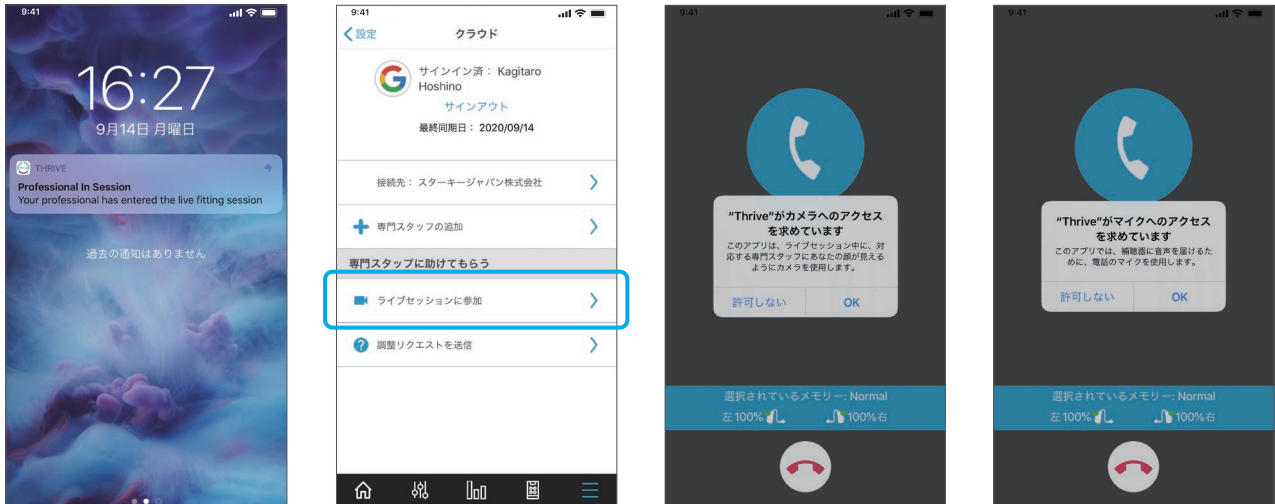 9:41
16:27
9月14日 月曜日
THRIVE
Professional In Session
Your professional has entered the live fitting session
過去の通知はありません
9:41
設定
クラウド
サインイン済： Kagitaro
Hoshino
サインアウト
最終同期日： 2020/09/14
接続先： スターキージャパン株式会社
専門スタッフの追加
専門スタップに助けてもらう
ライブセッションに参加
調整リクエストを送信
9:41
“Thrive”がカメラへのアクセス
を求めています
このアプリは、ライブセッション中に、対
応する専門スタッフにあなたの顔が見える
ようにカメラを使用します。
許可しない
OK
選択されているメモリー: Normal
左100%
100%右
9:41
“Thrive”がマイクへのアクセス
を求めています
このアプリでは、補聴器に音声を届けるた
めに、電話のマイクを使用します。
許可しない
OK
選択されているメモリー: Normal
左100%
100%右